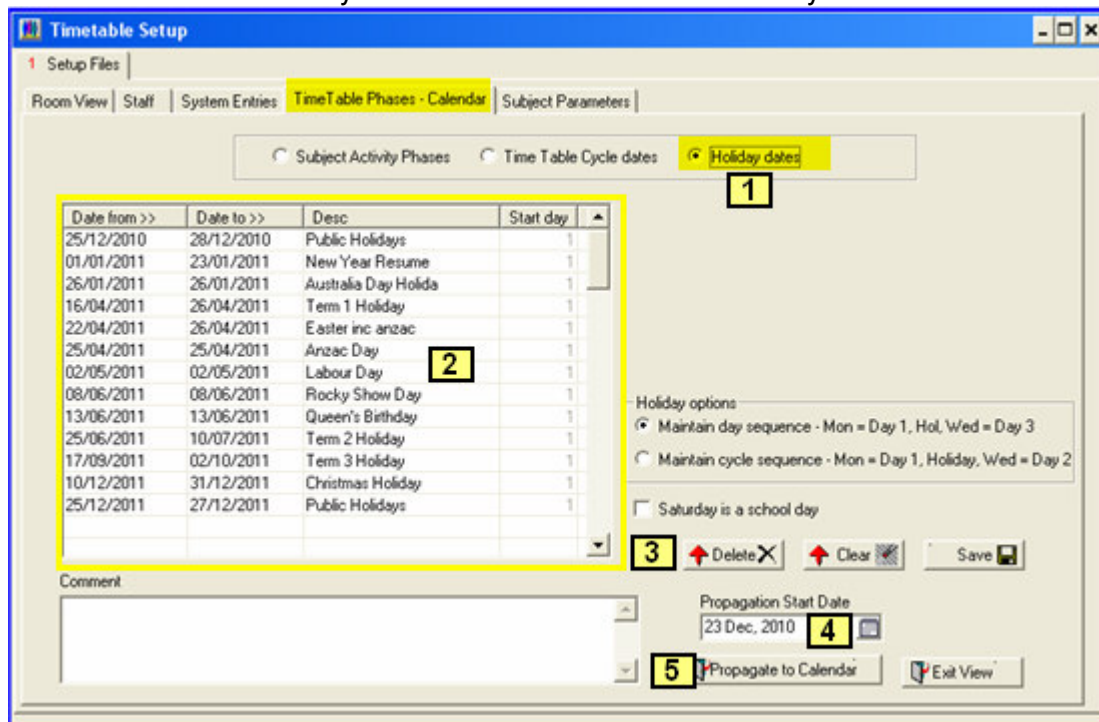 Timetable Setup
1 Setup Files
Room View Staff System Entries TimeTable Phases - Calendar Subject Parameters
Subject Activity Phases Time Table Cycle dates Holiday dates
1
Date from >> Date to >> Desc Start day
25/12/2010 28/12/2010 Public Holidays 1
01/01/2011 23/01/2011 New Year Resume 1
26/01/2011 26/01/2011 Australia Day Holida 1
16/04/2011 26/04/2011 Term 1 Holiday 1
22/04/2011 26/04/2011 Easter inc anzac 1
25/04/2011 25/04/2011 Anzac Day 1
2
02/05/2011 02/05/2011 Labour Day 1
08/06/2011 08/06/2011 Rocky Show Day 1
13/06/2011 13/06/2011 Queen's Birthday 1
25/06/2011 10/07/2011 Term 2 Holiday 1
17/09/2011 02/10/2011 Term 3 Holiday 1
10/12/2011 31/12/2011 Christmas Holiday 1
25/12/2011 27/12/2011 Public Holidays 1
Holiday options
Maintain day sequence - Mon = Day 1, Hol, Wed = Day 3
Maintain cycle sequence - Mon = Day 1, Holiday, Wed = Day 2
Saturday is a school day
3 Delete Clear Save
Comment
Propagation Start Date
23 Dec, 2010 4
5 Propagate to Calendar Exit View